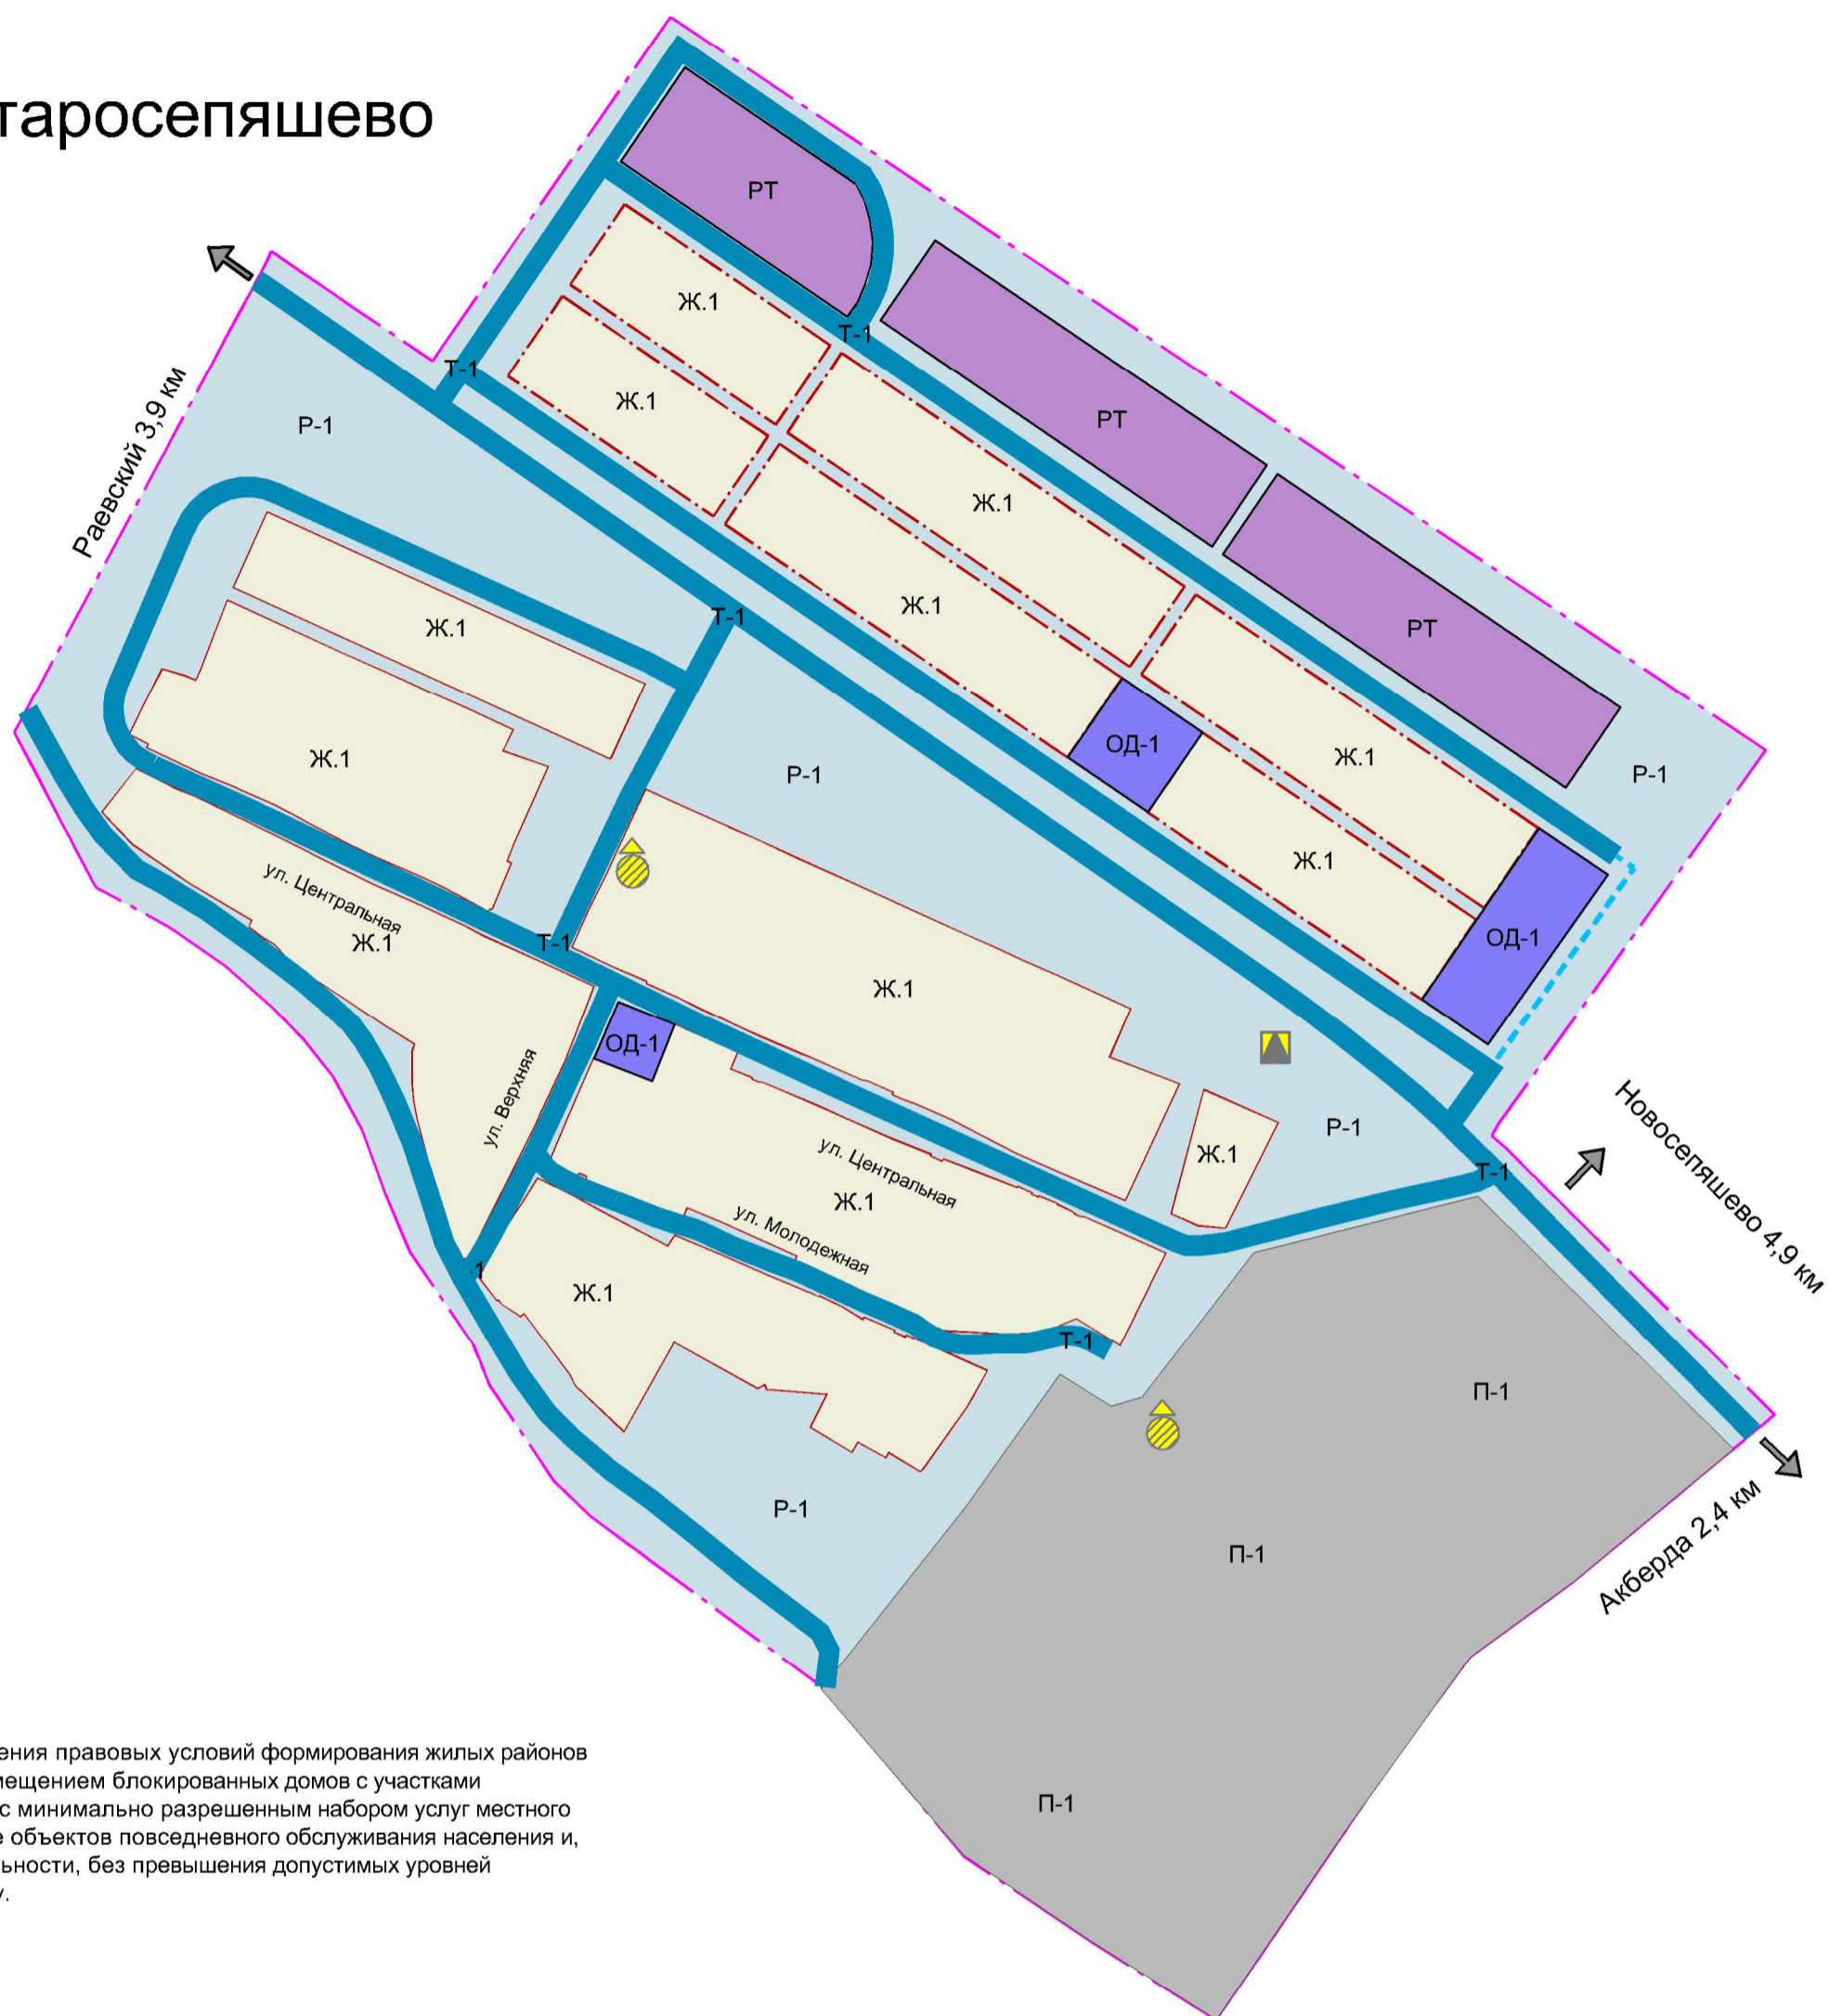 таросепяшево
РТ
Ж.1
Т-1
Т-1
Раевский 3,9 км
Р-1
Ж.1
РТ
Ж.1
Ж.1
Т-1
Ж.1
РТ
ОД-1
Ж.1
Ж.1
Р-1
Р-1
Ж.1
ул. Центральная
Ж.1
Т-1
ОД-1
Ж.1
ОД-1
ул. Верхняя
Р-1
Ж.1
Новосепяшево 4,9 км
ул. Центральная
Т-1
Ж.1
ул. Молодежная
-1
Ж.1
Т-1
П-1
Р-1
П-1
Акберда 2,4 км
П-1
ения правовых условий формирования жилых районов
мещением блокированных домов с участками
с минимально разрешенным набором услуг местного
е объектов повседневного обслуживания населения и,
ьности, без превышения допустимых уровней
у.